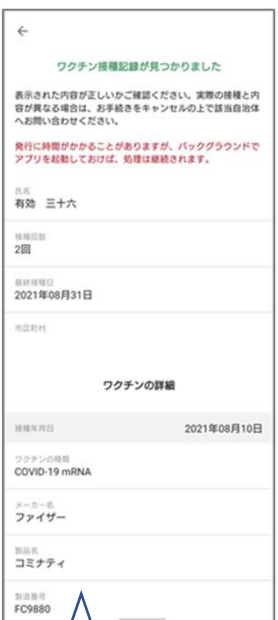 ワクチン接種記録が見つかりました
表示された内容が正しいかご確認ください。実際の接種と内
容が異なる場合は、お手続きをキャンセルの上で該当自治体
へお問い合わせください。
発行に時間がかかることがありますが、バックグラウンドで
アプリを起動しておけば、処理は継続されます。
氏名
有効 三十六
接種回数
2回
最終接種日
2021年08月31日
市区町村
ワクチンの詳細
接種年月日
2021年08月10日
ワクチンの種類
COVID-19 mRNA
メーカー名
ファイザー
製品名
コミナティ
製造番号
FC9880